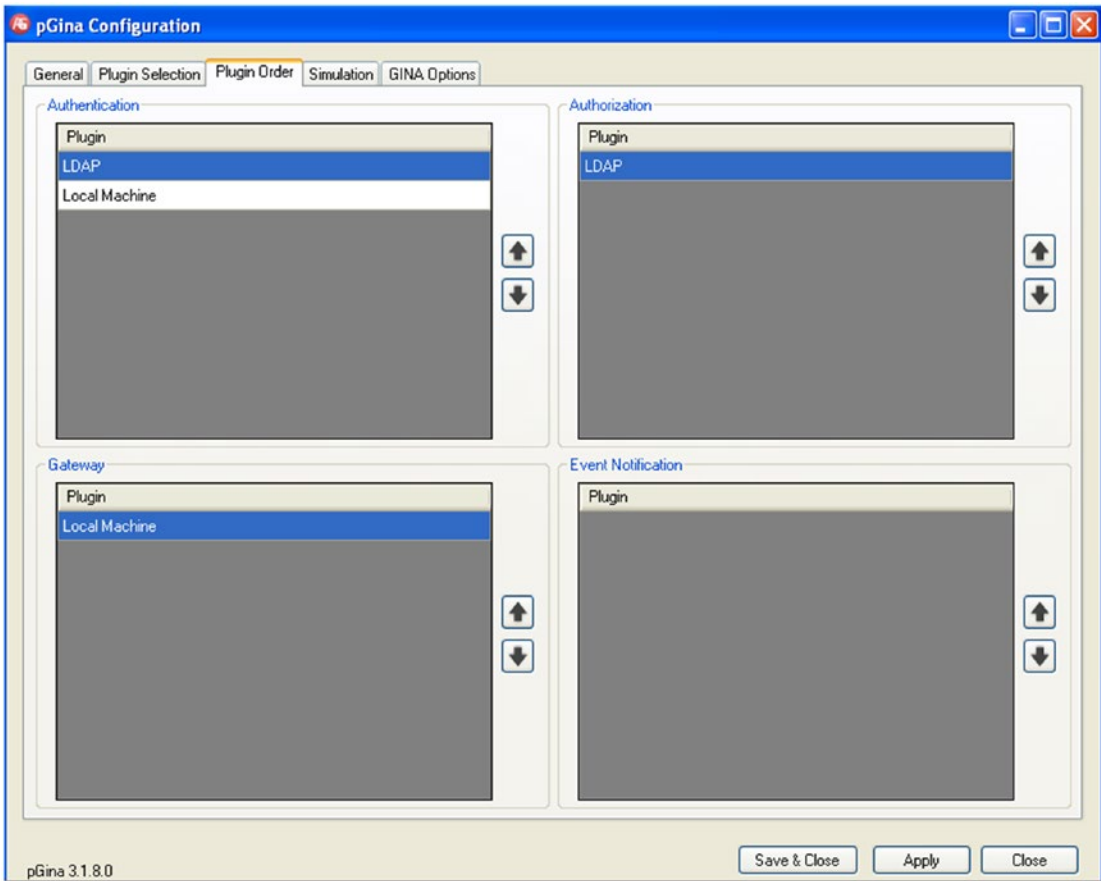 pGina Configuration
General Plugin Selection Plugin Order Simulation GINA Options
Authentication
Plugin
LDAP
Local Machine
Authorization
Plugin
LDAP
Gateway
Plugin
Local Machine
Event Notification
Plugin
pGina 3.1.8.0
Save & Close Apply Close